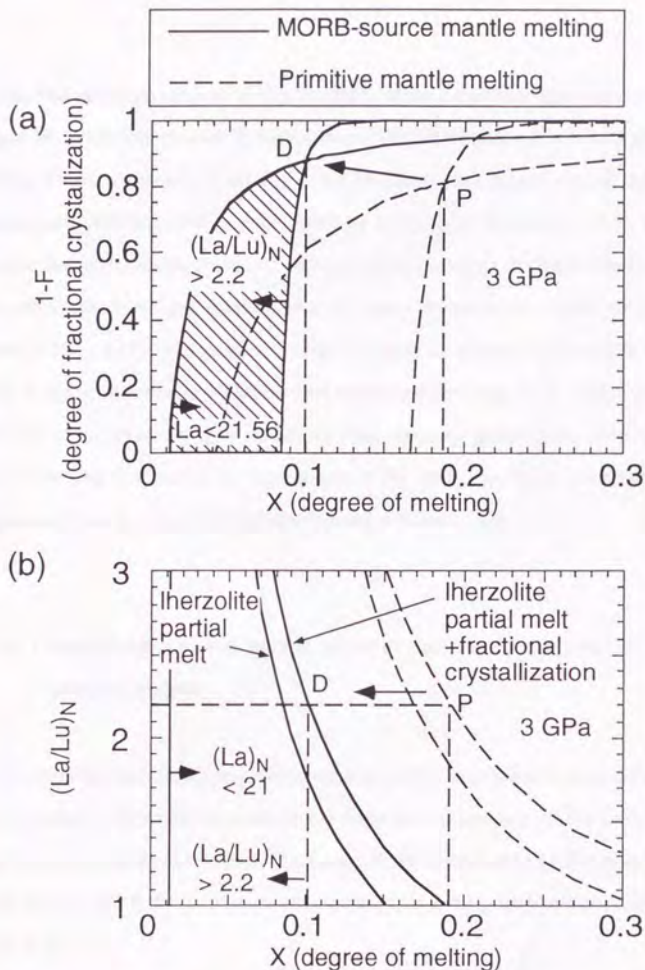 MORB-source mantle melting
Primitive mantle melting
(a)
1
0.8
0.6
0.4
0.2
0
1-F
(degree of fractional crystallization)
D
P
(La/Lu)N
> 2.2
3 GPa
La<21.56
0
0.1
0.2
0.3
X (degree of melting)
(b)
3
2
1
(La/Lu)N
lherzolite
partial
melt
lherzolite
partial melt
+fractional
crystallization
D
P
3 GPa
(La)N
< 21
(La/Lu)N
> 2.2
0
0.1
0.2
0.3
X (degree of melting)